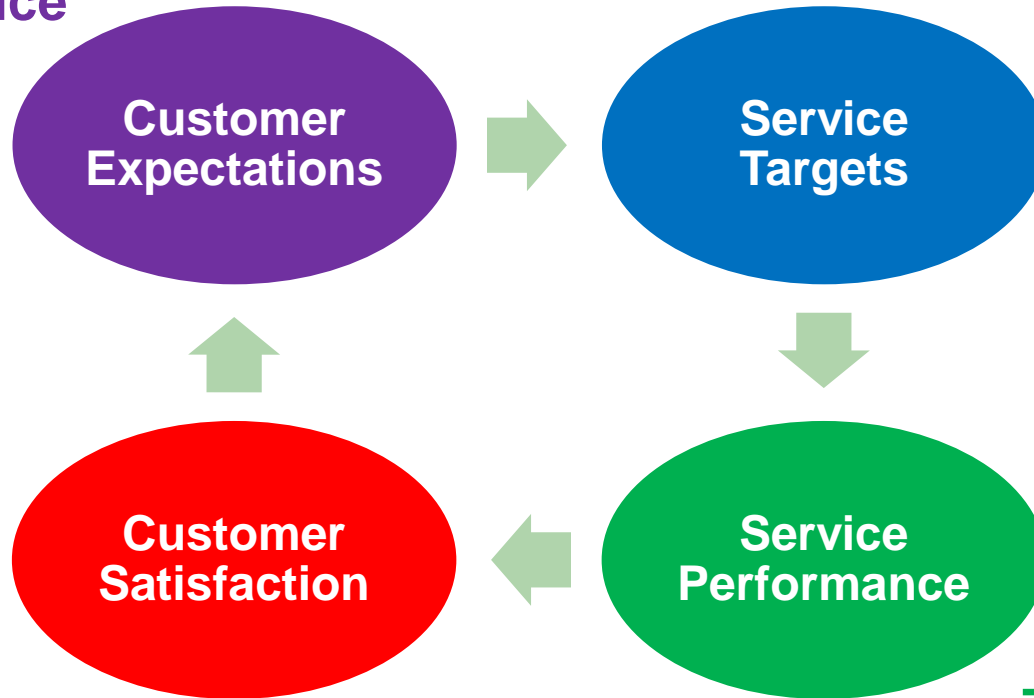 Customer
Expectations
Service
Targets
Customer
Satisfaction
Service
Performance